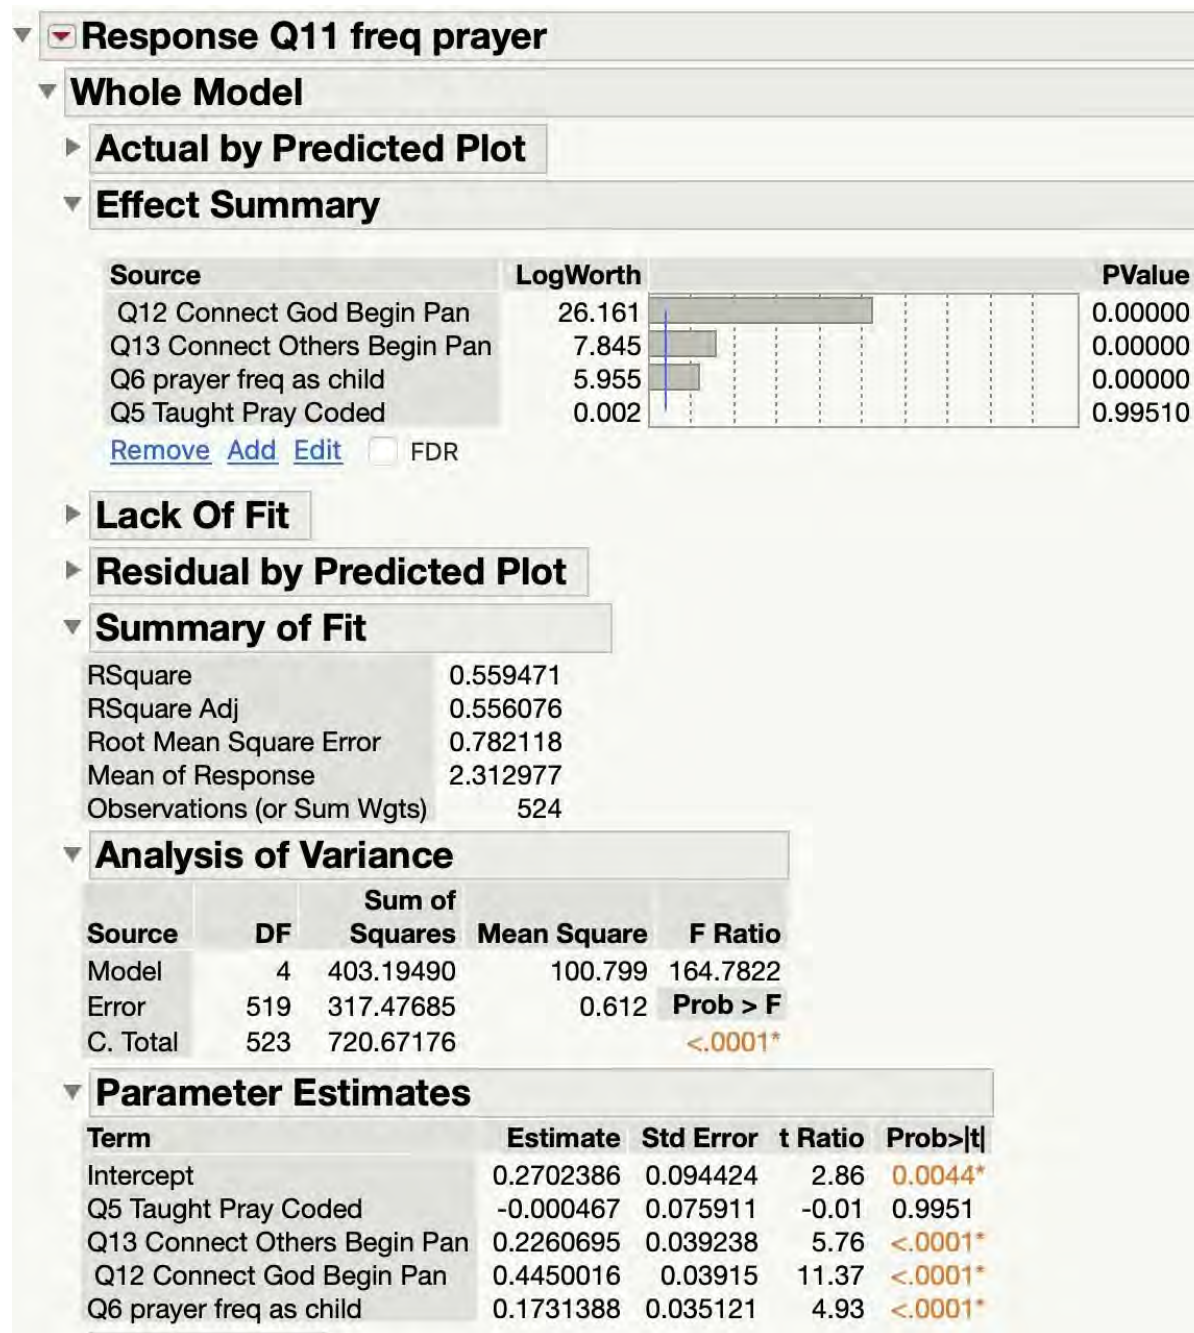 Response Q11 freq prayer
Whole Model
Actual by Predicted Plot
Effect Summary
Source LogWorth PValue
Q12 Connect God Begin Pan 26.161 0.00000
Q13 Connect Others Begin Pan 7.845 0.00000
Q6 prayer freq as child 5.955 0.00000
Q5 Taught Pray Coded 0.002 0.99510
Remove Add Edit FDR
Lack Of Fit
Residual by Predicted Plot
Summary of Fit
RSquare 0.559471
RSquare Adj 0.556076
Root Mean Square Error 0.782118
Mean of Response 2.312977
Observations (or Sum Wgts) 524
Analysis of Variance
Sum of
Source DF Squares Mean Square F Ratio
Model 4 403.19490 100.799 164.7822
Error 519 317.47685 0.612 Prob > F
C. Total 523 720.67176 <.0001*
Parameter Estimates
Term Estimate Std Error t Ratio Prob>|t|
Intercept 0.2702386 0.094424 2.86 0.0044*
Q5 Taught Pray Coded -0.000467 0.075911 -0.01 0.9951
Q13 Connect Others Begin Pan 0.2260695 0.039238 5.76 <.0001*
Q12 Connect God Begin Pan 0.4450016 0.03915 11.37 <.0001*
Q6 prayer freq as child 0.1731388 0.035121 4.93 <.0001*